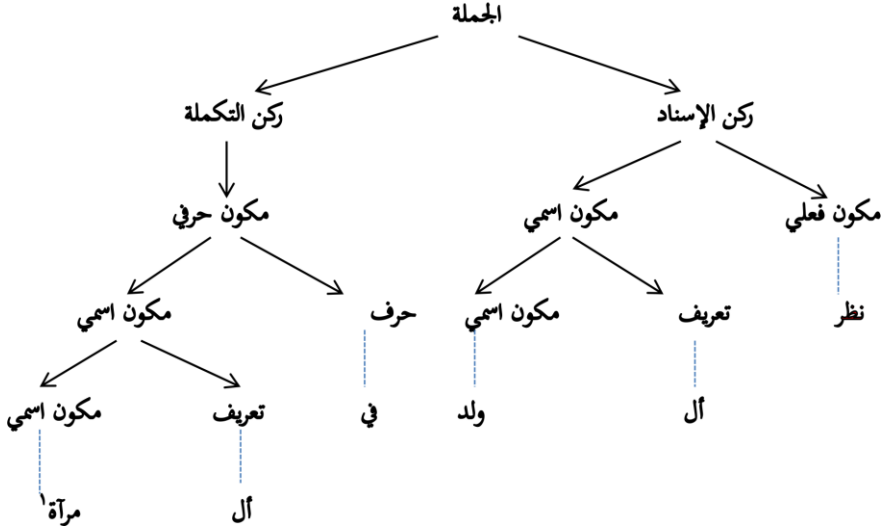 الجملة
ركن الإسناد ركن التكملة
مكون فعلي مكون اسمي مكون حرفي
نظر تعريف مكون اسمي حرف مكون اسمي
أل ولد في تعريف مكون اسمي
أل مرآة١